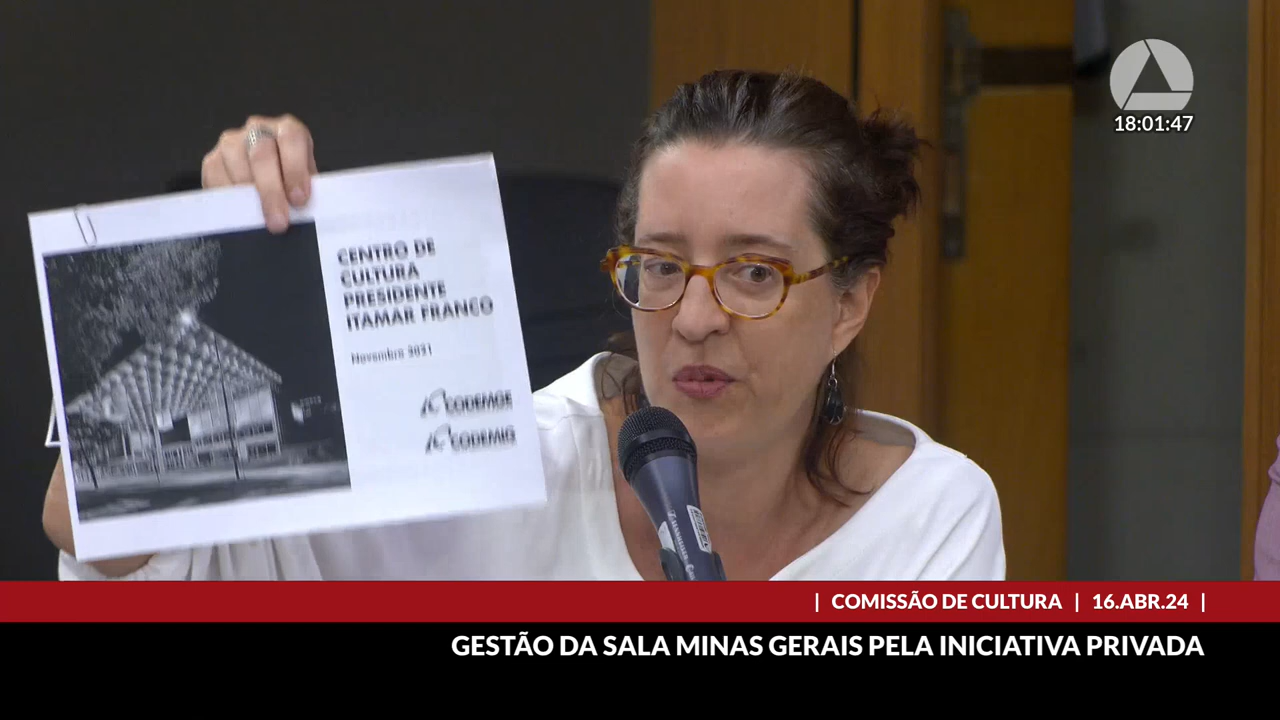 18:01:47
CENTRO DE
CULTURA
PRESIDENTE
ITAMAR FRANCO
Novembro 2021
CODEMGE
CODEMIG
| COMISSÃO DE CULTURA | 16.ABR.24 |
GESTÃO DA SALA MINAS GERAIS PELA INICIATIVA PRIVADA